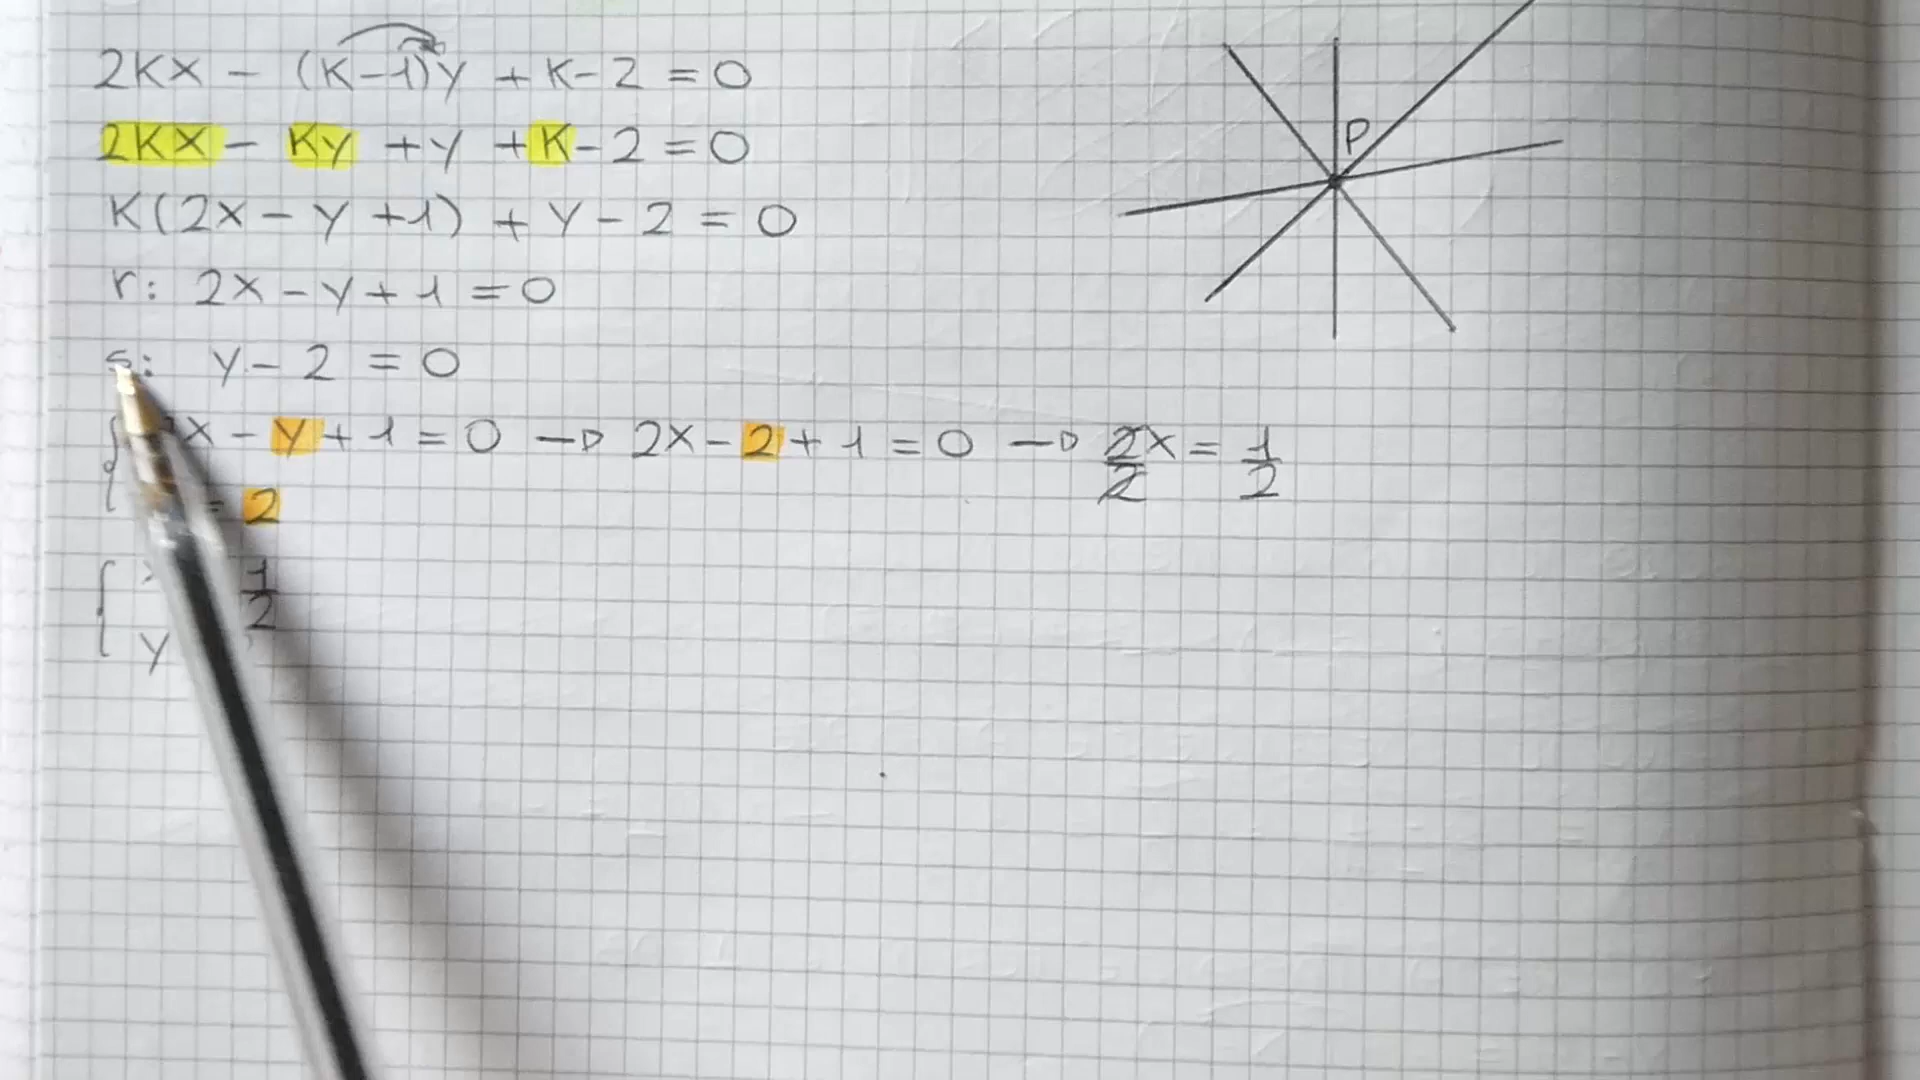 2KX - (K-1)y + K - 2 = 0
2KX - Ky + y + K - 2 = 0
K(2X - y + 1) + y - 2 = 0
r: 2X - y + 1 = 0
s: y - 2 = 0
X - y + 1 = 0 → 2X - 2 + 1 = 0 → 2X/2 = 1/2
= 2
1/2
y
P